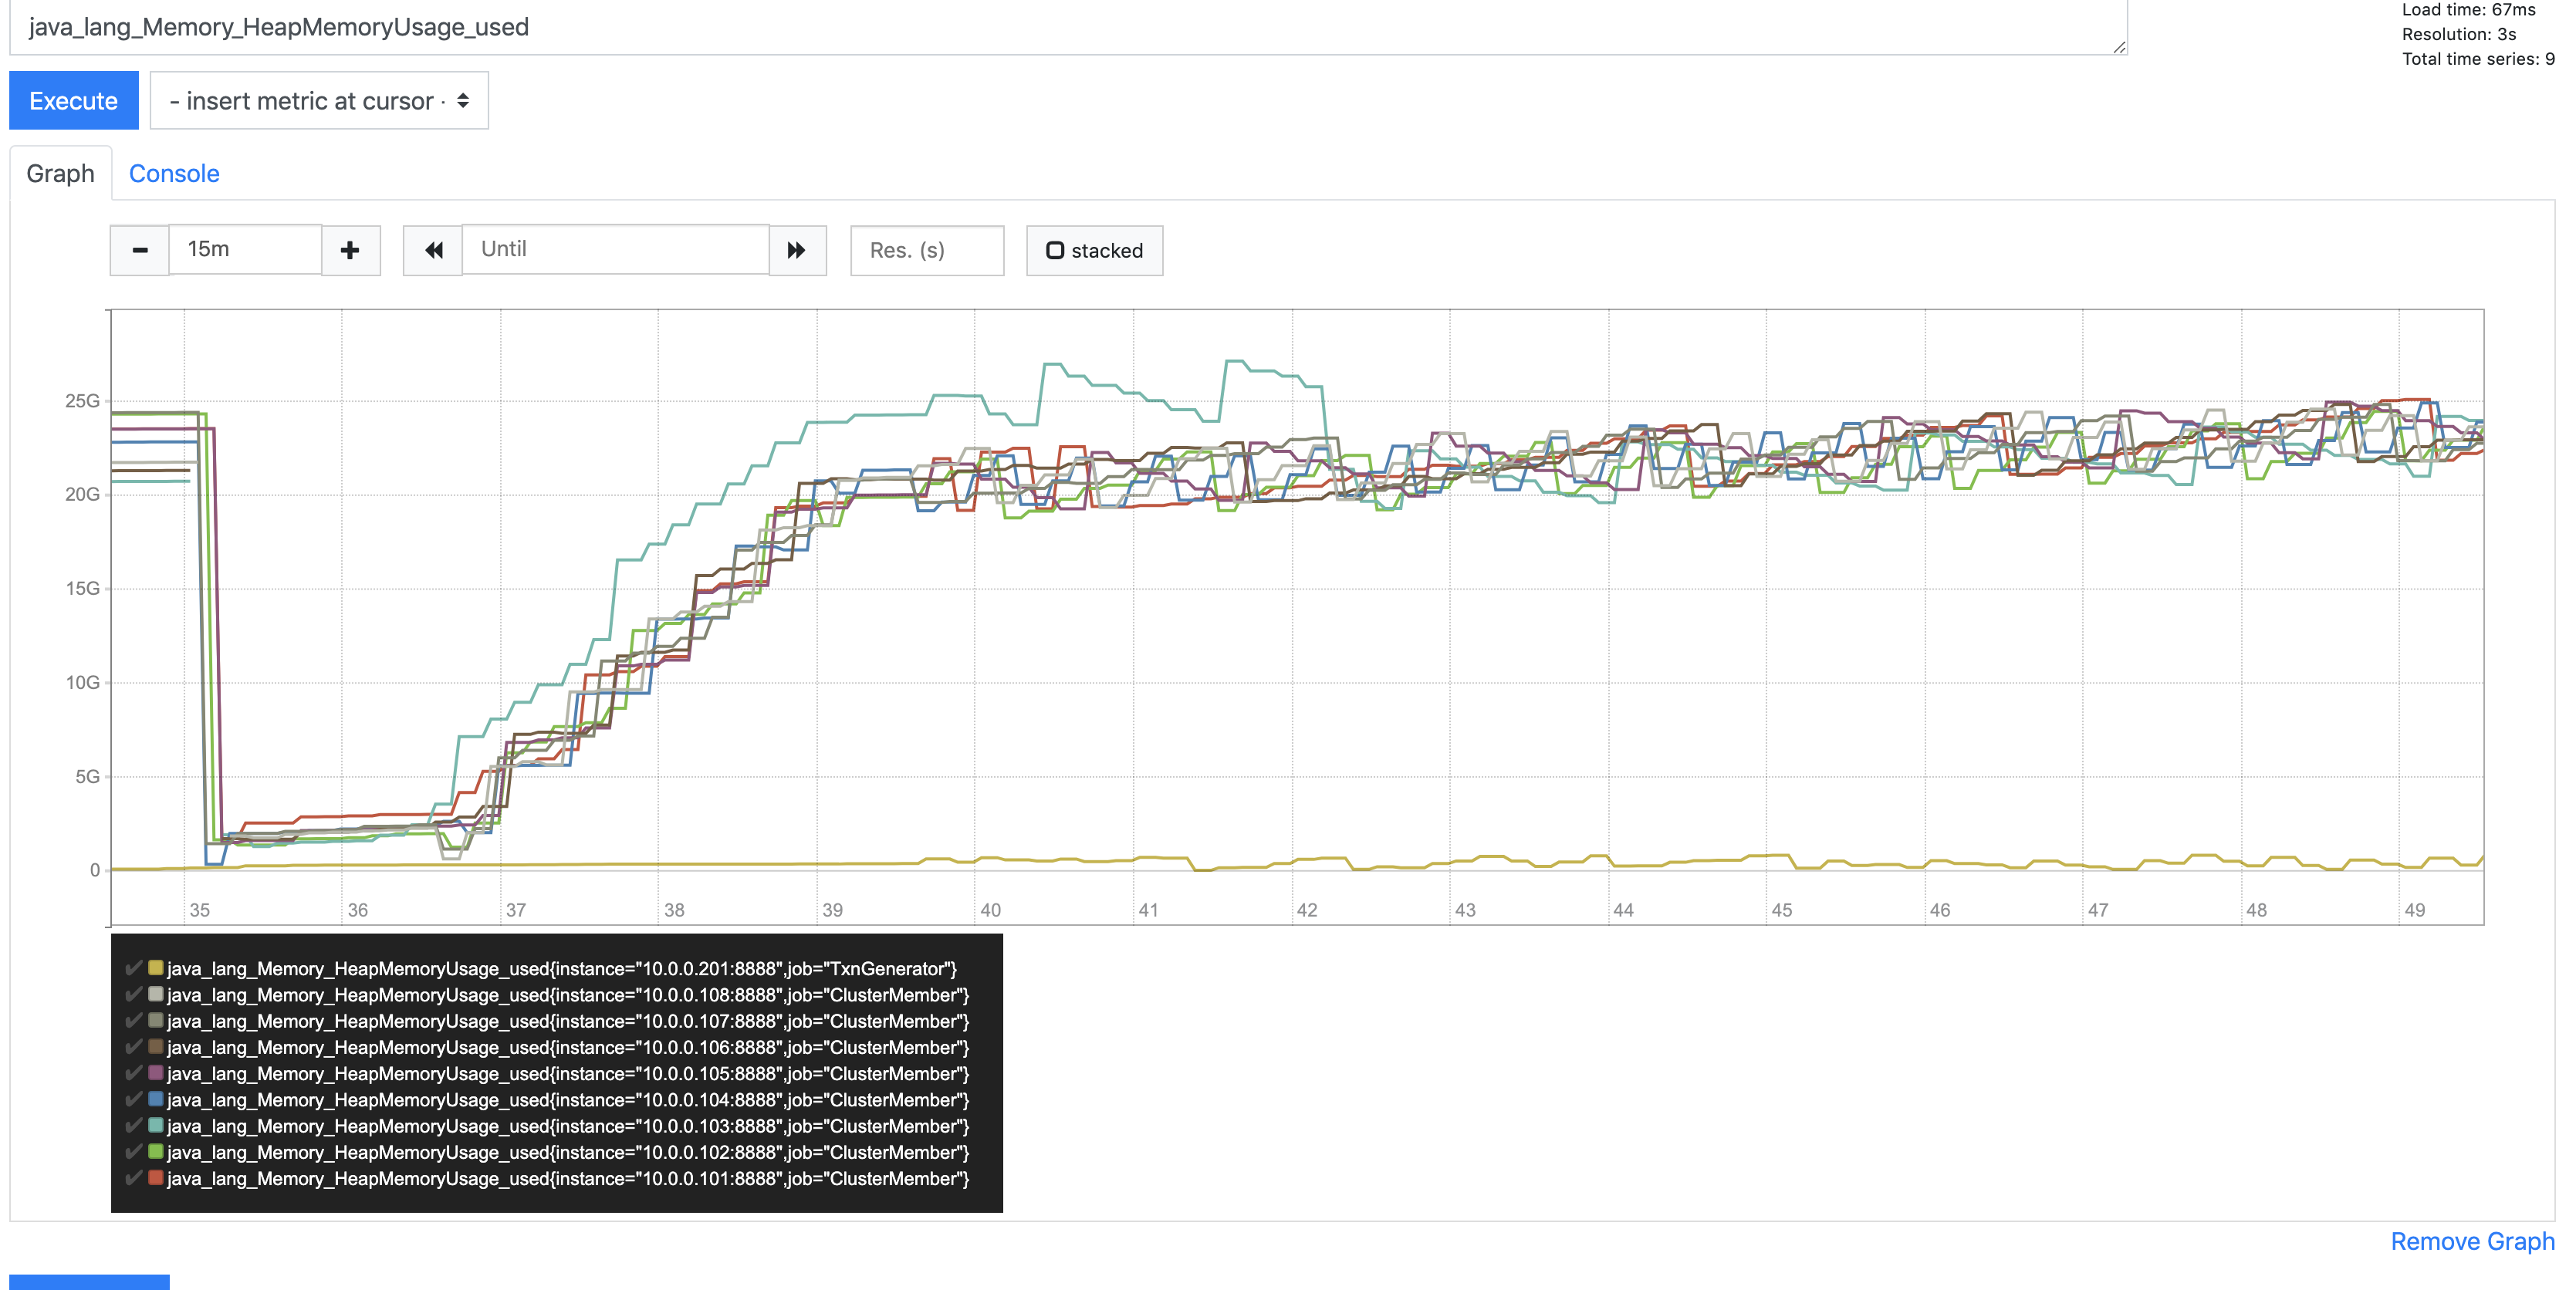 java_lang_Memory_HeapMemoryUsage_used
Load time: 67ms
Resolution: 3s
Total time series: 9
Execute
- insert metric at cursor ·
Graph
Console
15m
Until
Res. (s)
stacked
25G
20G
15G
10G
5G
0
35 36 37 38 39 40 41 42 43 44 45 46 47 48 49
java_lang_Memory_HeapMemoryUsage_used{instance="10.0.0.201:8888",job="TxnGenerator"}
java_lang_Memory_HeapMemoryUsage_used{instance="10.0.0.108:8888",job="ClusterMember"}
java_lang_Memory_HeapMemoryUsage_used{instance="10.0.0.107:8888",job="ClusterMember"}
java_lang_Memory_HeapMemoryUsage_used{instance="10.0.0.106:8888",job="ClusterMember"}
java_lang_Memory_HeapMemoryUsage_used{instance="10.0.0.105:8888",job="ClusterMember"}
java_lang_Memory_HeapMemoryUsage_used{instance="10.0.0.104:8888",job="ClusterMember"}
java_lang_Memory_HeapMemoryUsage_used{instance="10.0.0.103:8888",job="ClusterMember"}
java_lang_Memory_HeapMemoryUsage_used{instance="10.0.0.102:8888",job="ClusterMember"}
java_lang_Memory_HeapMemoryUsage_used{instance="10.0.0.101:8888",job="ClusterMember"}
Remove Graph